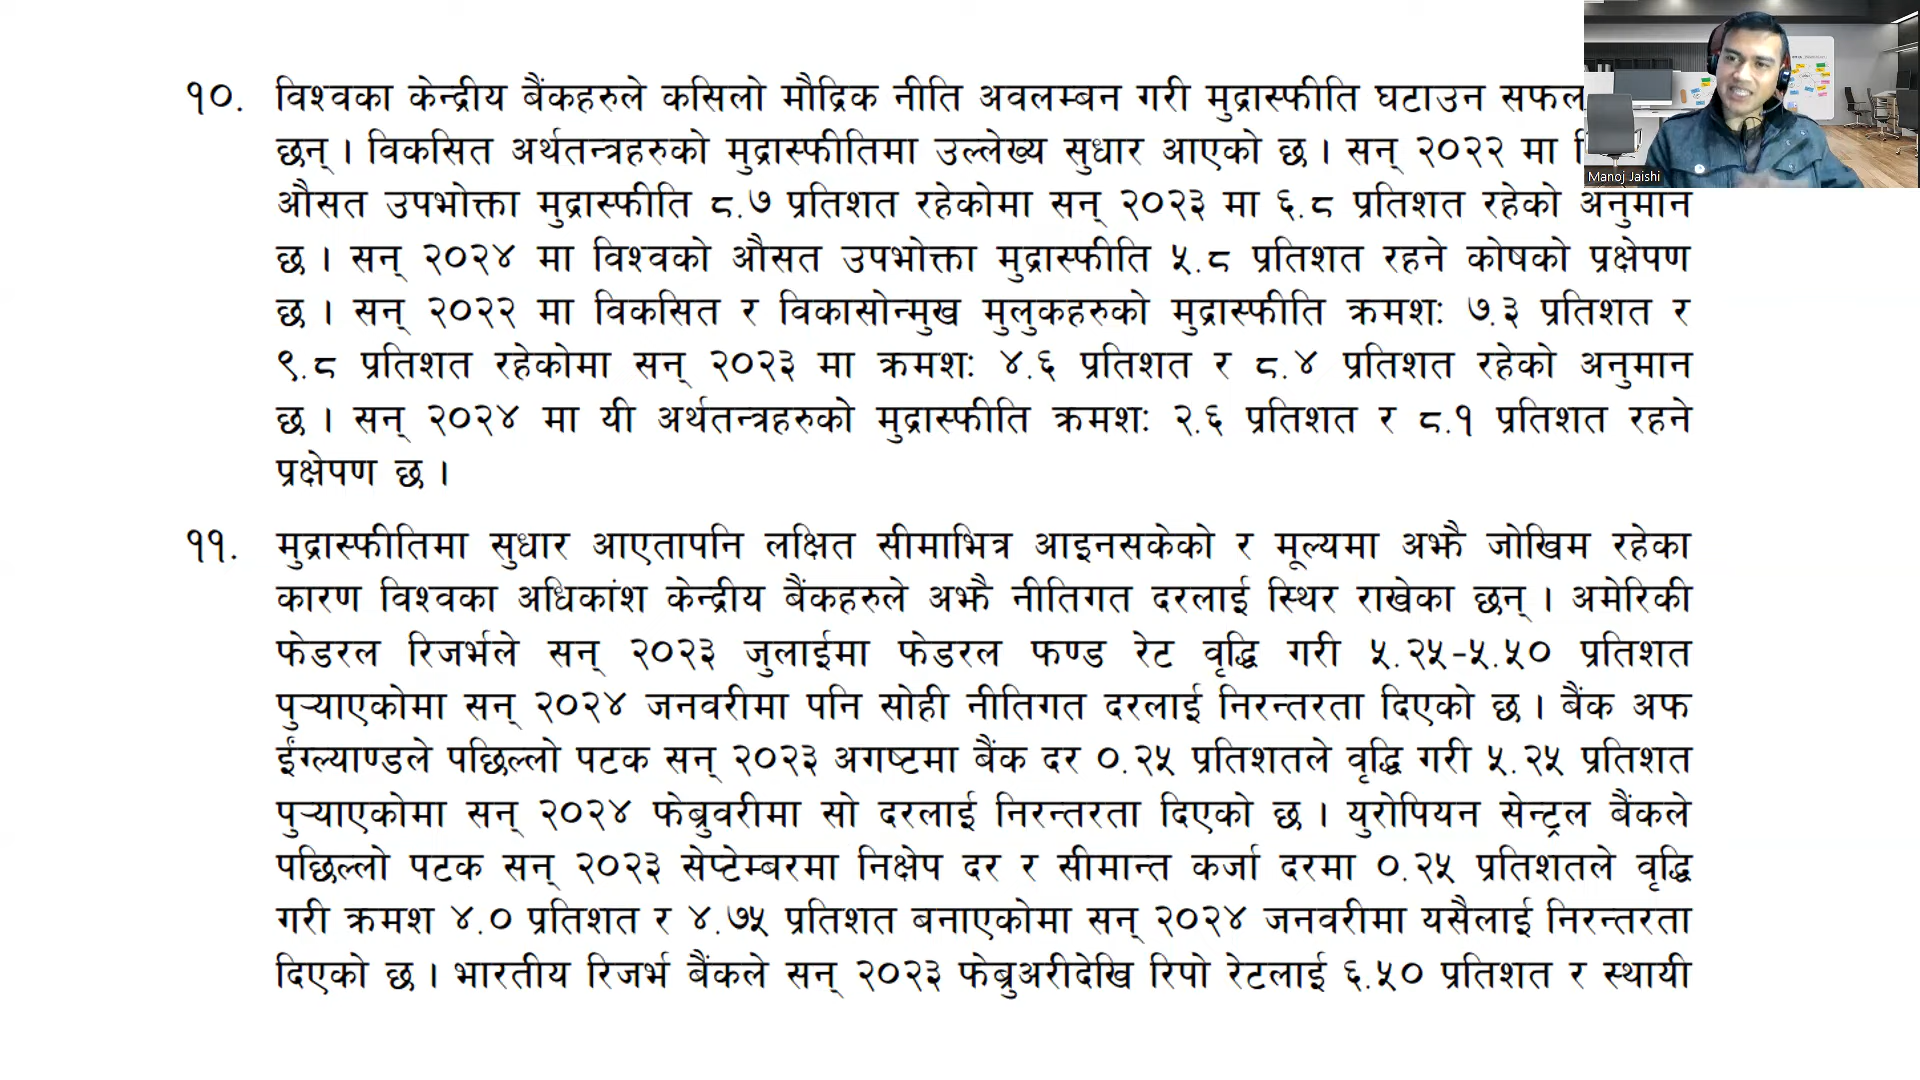 १०. विश्वका केन्द्रीय बैंकहरुले कसिलो मौद्रिक नीति अवलम्बन गरी मुद्रास्फीति घटाउन सफल
छन् । विकसित अर्थतन्त्रहरुको मुद्रास्फीतिमा उल्लेख्य सुधार आएको छ । सन् २०२२ मा
औसत उपभोक्ता मुद्रास्फीति ८.७ प्रतिशत रहेकोमा सन् २०२३ मा ६.८ प्रतिशत रहेको अनुमान
छ । सन् २०२४ मा विश्वको औसत उपभोक्ता मुद्रास्फीति ५.८ प्रतिशत रहने कोषको प्रक्षेपण
छ । सन् २०२२ मा विकसित र विकासोन्मुख मुलुकहरुको मुद्रास्फीति क्रमशः ७.३ प्रतिशत र
९.८ प्रतिशत रहेकोमा सन् २०२३ मा क्रमशः ४.६ प्रतिशत र ८.४ प्रतिशत रहेको अनुमान
छ । सन् २०२४ मा यी अर्थतन्त्रहरुको मुद्रास्फीति क्रमशः २.६ प्रतिशत र ८.१ प्रतिशत रहने
प्रक्षेपण छ ।
११. मुद्रास्फीतिमा सुधार आएतापनि लक्षित सीमाभित्र आइनसकेको र मूल्यमा अझै जोखिम रहेका
कारण विश्वका अधिकांश केन्द्रीय बैंकहरुले अझै नीतिगत दरलाई स्थिर राखेका छन् । अमेरिकी
फेडरल रिजर्भले सन् २०२३ जुलाईमा फेडरल फण्ड रेट वृद्धि गरी ५.२५-५.५० प्रतिशत
पुऱ्याएकोमा सन् २०२४ जनवरीमा पनि सोही नीतिगत दरलाई निरन्तरता दिएको छ । बैंक अफ
ईंग्ल्याण्डले पछिल्लो पटक सन् २०२३ अगष्टमा बैंक दर ०.२५ प्रतिशतले वृद्धि गरी ५.२५ प्रतिशत
पुऱ्याएकोमा सन् २०२४ फेब्रुवरीमा सो दरलाई निरन्तरता दिएको छ । युरोपियन सेन्ट्रल बैंकले
पछिल्लो पटक सन् २०२३ सेप्टेम्बरमा निक्षेप दर र सीमान्त कर्जा दरमा ०.२५ प्रतिशतले वृद्धि
गरी क्रमश ४.० प्रतिशत र ४.७५ प्रतिशत बनाएकोमा सन् २०२४ जनवरीमा यसैलाई निरन्तरता
दिएको छ । भारतीय रिजर्भ बैंकले सन् २०२३ फेब्रुअरीदेखि रिपो रेटलाई ६.५० प्रतिशत र स्थायी
Manoj Jaishi